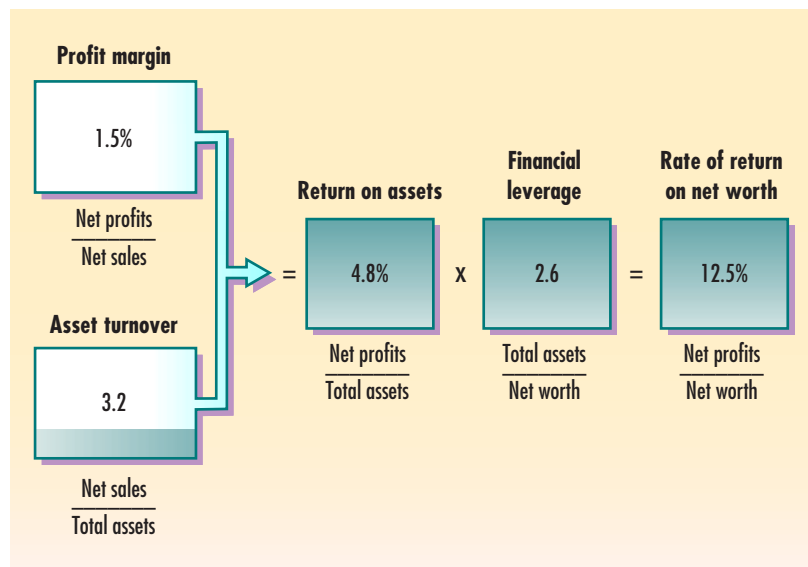 Profit margin
1.5%
Net profits
Net sales
Asset turnover
3.2
Net sales
Total assets
=
Return on assets
4.8%
Net profits
Total assets
x
Financial
leverage
2.6
Total assets
Net worth
=
Rate of return
on net worth
12.5%
Net profits
Net worth